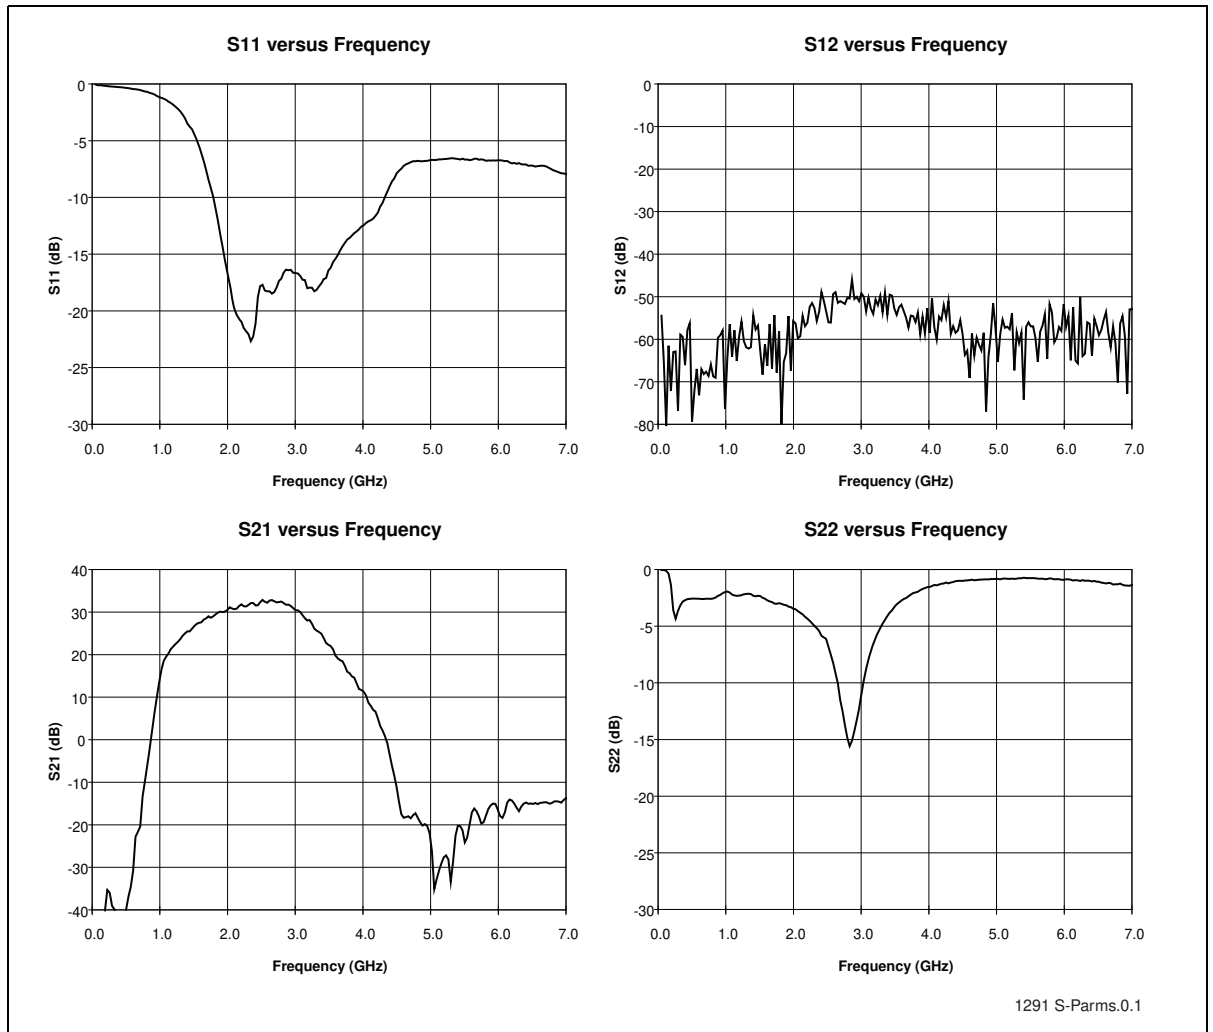 S11 versus Frequency
0
-5
-10
-15
-20
-25
-30
S11 (dB)
0.0 1.0 2.0 3.0 4.0 5.0 6.0 7.0
Frequency (GHz)
S12 versus Frequency
0
-10
-20
-30
-40
-50
-60
-70
-80
S12 (dB)
0.0 1.0 2.0 3.0 4.0 5.0 6.0 7.0
Frequency (GHz)
S21 versus Frequency
40
30
20
10
0
-10
-20
-30
-40
S21 (dB)
0.0 1.0 2.0 3.0 4.0 5.0 6.0 7.0
Frequency (GHz)
S22 versus Frequency
0
-5
-10
-15
-20
-25
-30
S22 (dB)
0.0 1.0 2.0 3.0 4.0 5.0 6.0 7.0
Frequency (GHz)
1291 S-Parms.0.1